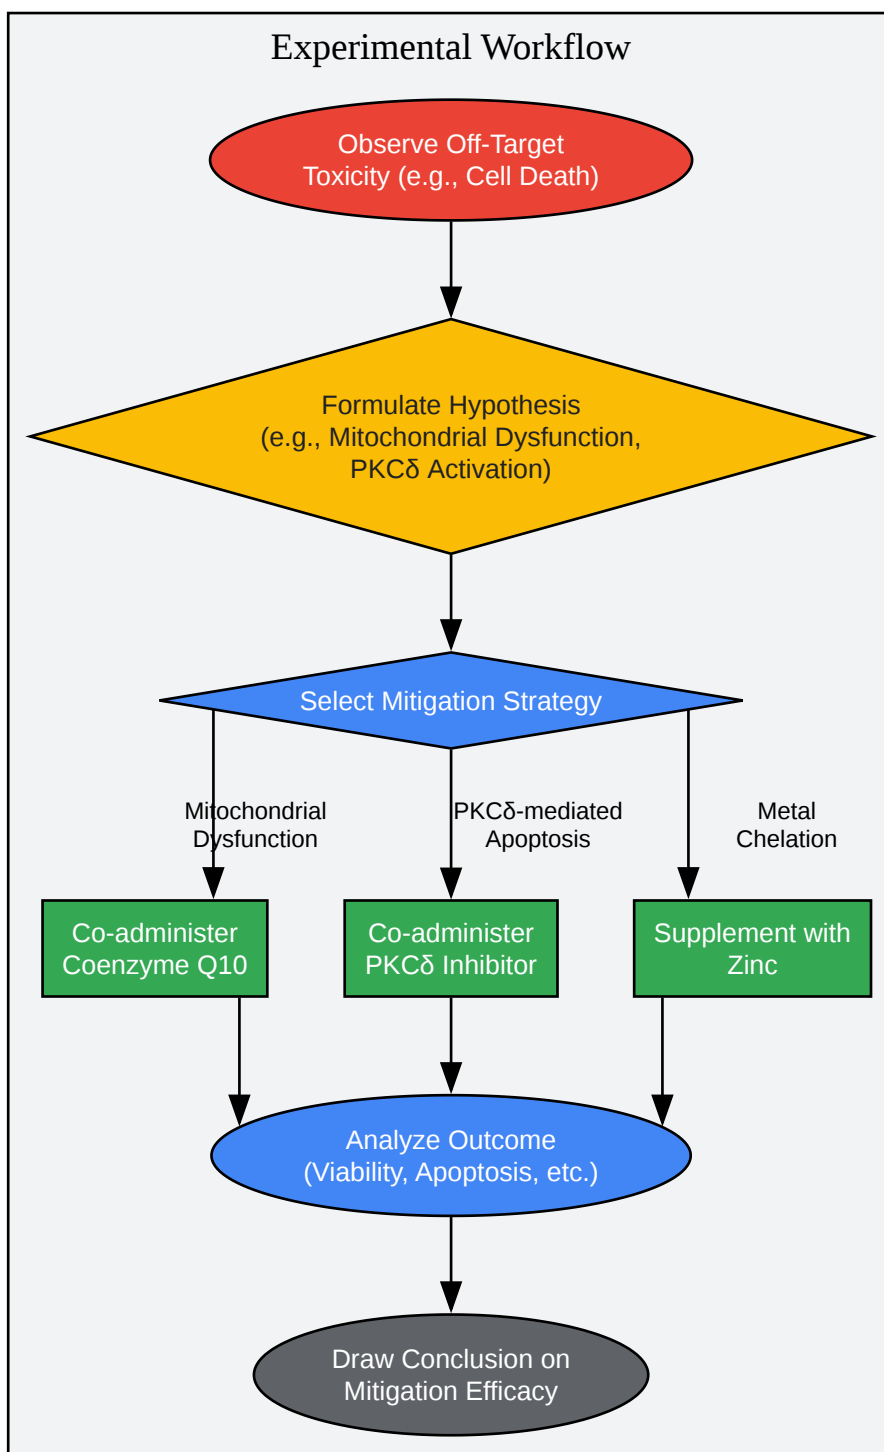 Experimental Workflow
Observe Off-Target
Toxicity (e.g., Cell Death)
Formulate Hypothesis
(e.g., Mitochondrial Dysfunction,
PKCδ Activation)
Select Mitigation Strategy
Mitochondrial
Dysfunction
PKCδ-mediated
Apoptosis
Metal
Chelation
Co-administer
Coenzyme Q10
Co-administer
PKCδ Inhibitor
Supplement with
Zinc
Analyze Outcome
(Viability, Apoptosis, etc.)
Draw Conclusion on
Mitigation Efficacy